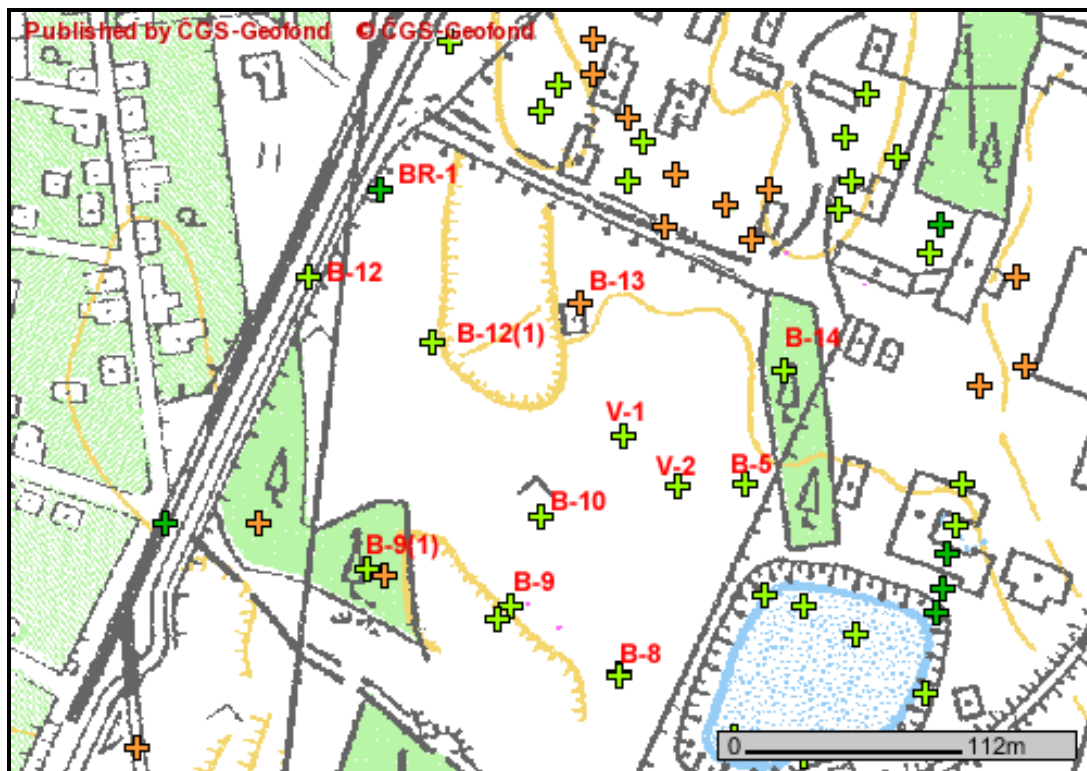 Published by ČGS-Geofond © ČGS-Geofond
BR-1
B-12
B-13
B-12(1)
B-14
V-1
V-2
B-5
B-10
B-9(1)
B-9
B-8
0 112m